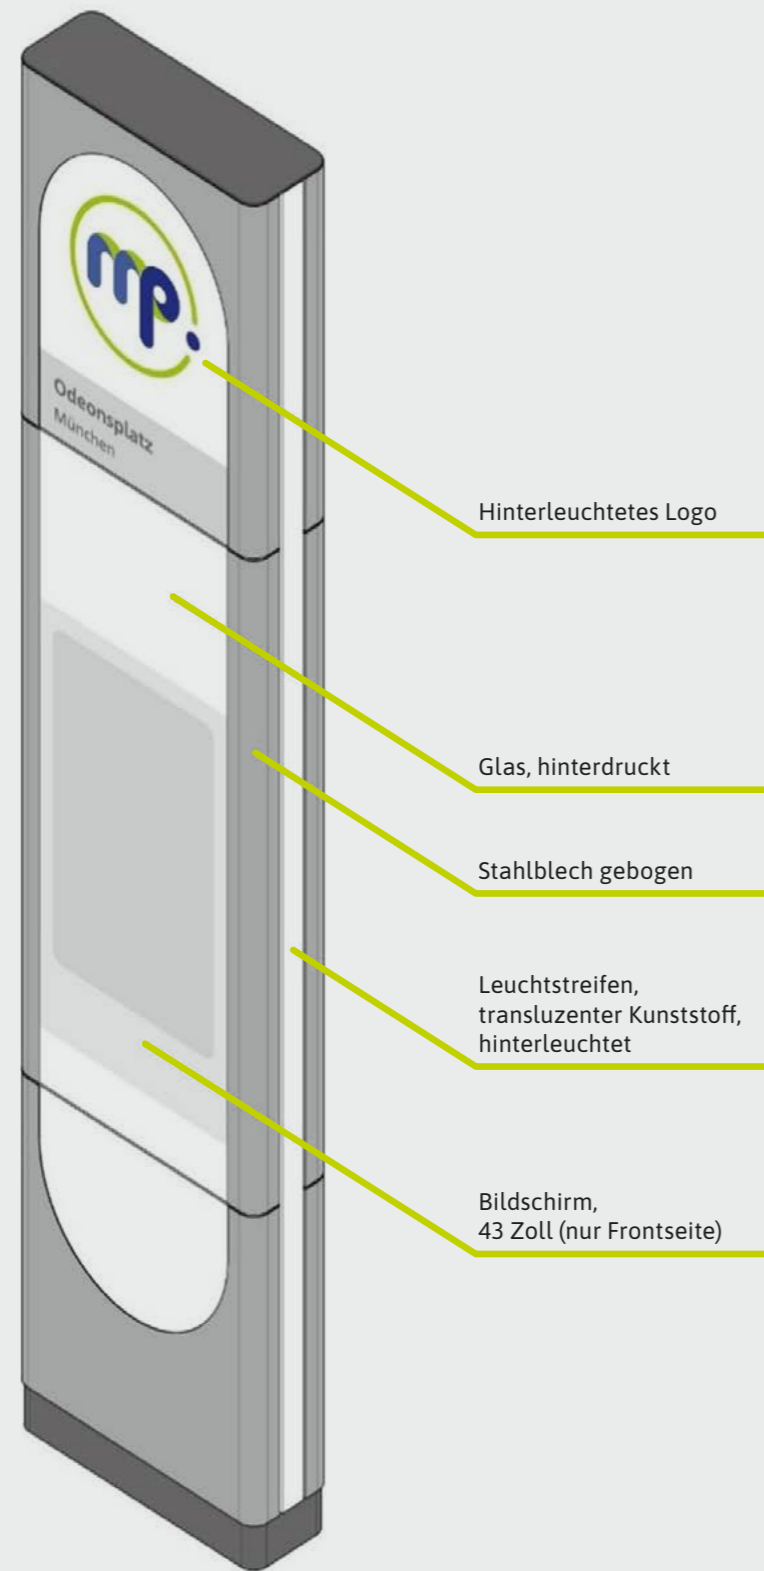 mp.
Odeonsplatz
München
Hinterleuchtetes Logo
Glas, hinterdruckt
Stahlblech gebogen
Leuchtstreifen,
transluzenter Kunststoff,
hinterleuchtet
Bildschirm,
43 Zoll (nur Frontseite)